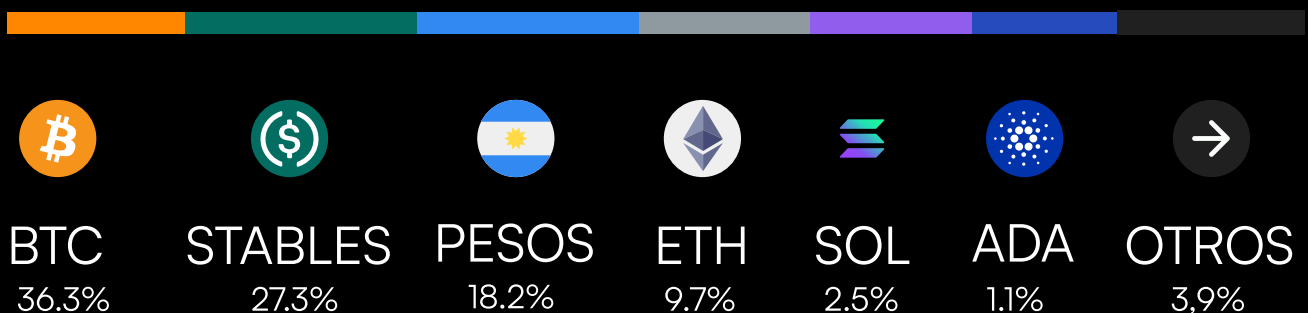 BTC STABLES PESOS ETH SOL ADA OTROS
36.3% 27.3% 18.2% 9.7% 2.5% 1.1% 3,9%